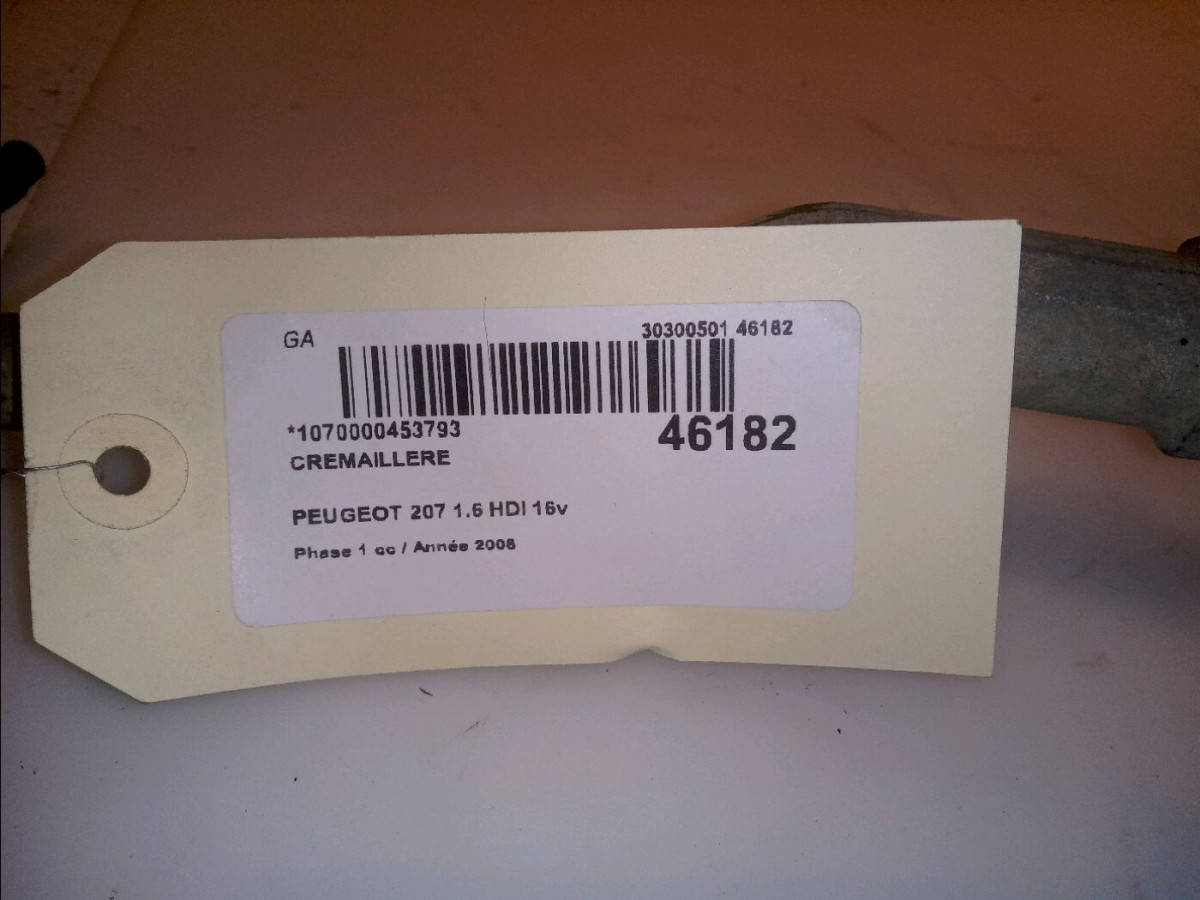 GA 30300501 46182
*1070000453793 46182
CREMAILLERE
PEUGEOT 207 1.6 HDI 16v
Phase 1 cc / Année 2008